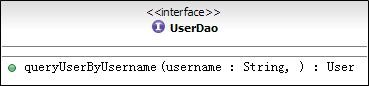 <<interface>>
I UserDao
queryUserByUsername(username : String, ) : User